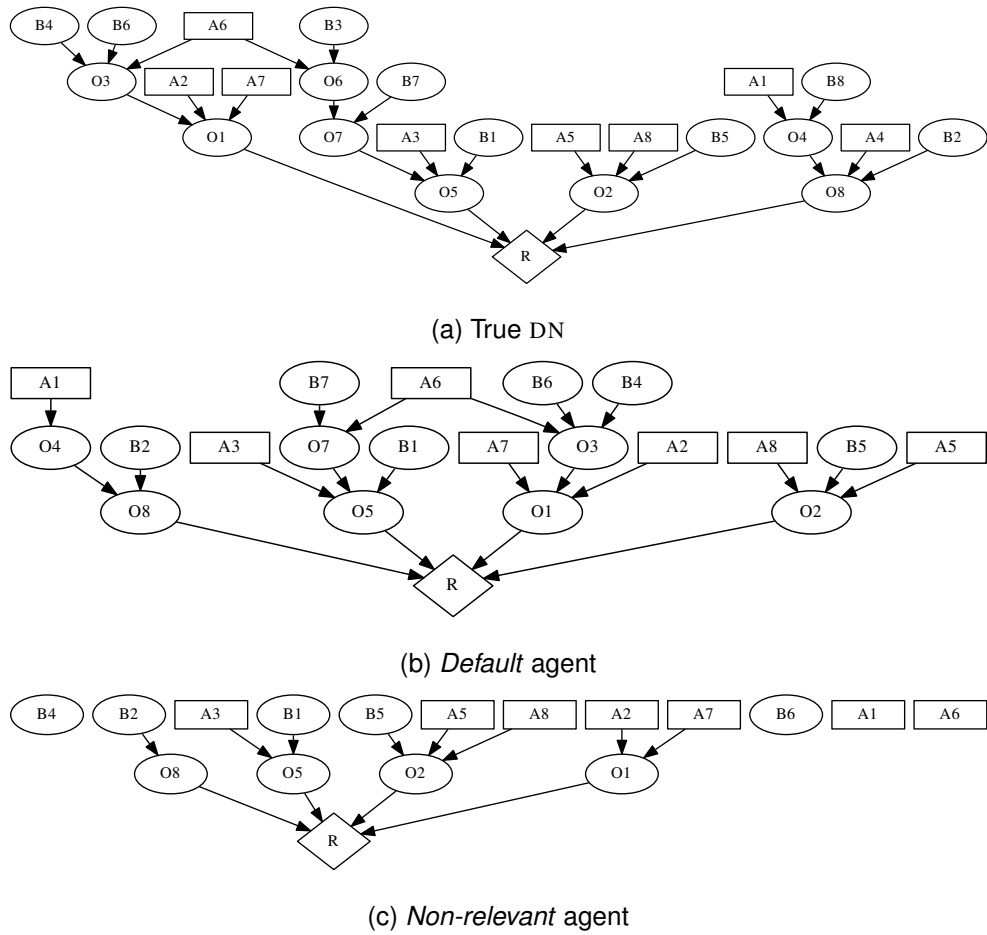 B4 B6 A6 B3
O3 A2 A7 O6 B7 A1 B8
O1 O7 A3 B1 A5 A8 B5 O4 A4 B2
O5 O2 O8
R
(a) True DN
A1 B7 A6 B6 B4
O4 B2 A3 O7 B1 A7 O3 A2 A8 B5 A5
O8 O5 O1 O2
R
(b) Default agent
B4 B2 A3 B1 B5 A5 A8 A2 A7 B6 A1 A6
O8 O5 O2 O1
R
(c) Non-relevant agent